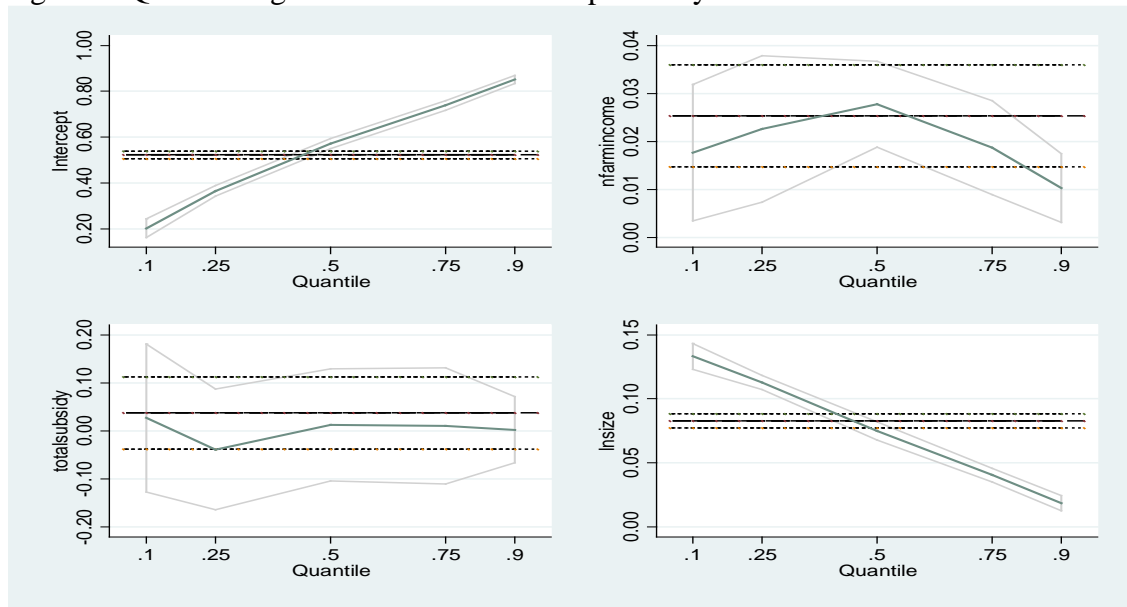 Intercept
0.20 0.40 0.60 0.80 1.00
.1 .25 .5 .75 .9
Quantile
nfarmincome
0.00 0.01 0.02 0.03 0.04
.1 .25 .5 .75 .9
Quantile
totalsubsidy
-0.20 -0.10 0.00 0.10 0.20
.1 .25 .5 .75 .9
Quantile
lnsize
0.00 0.05 0.10 0.15
.1 .25 .5 .75 .9
Quantile